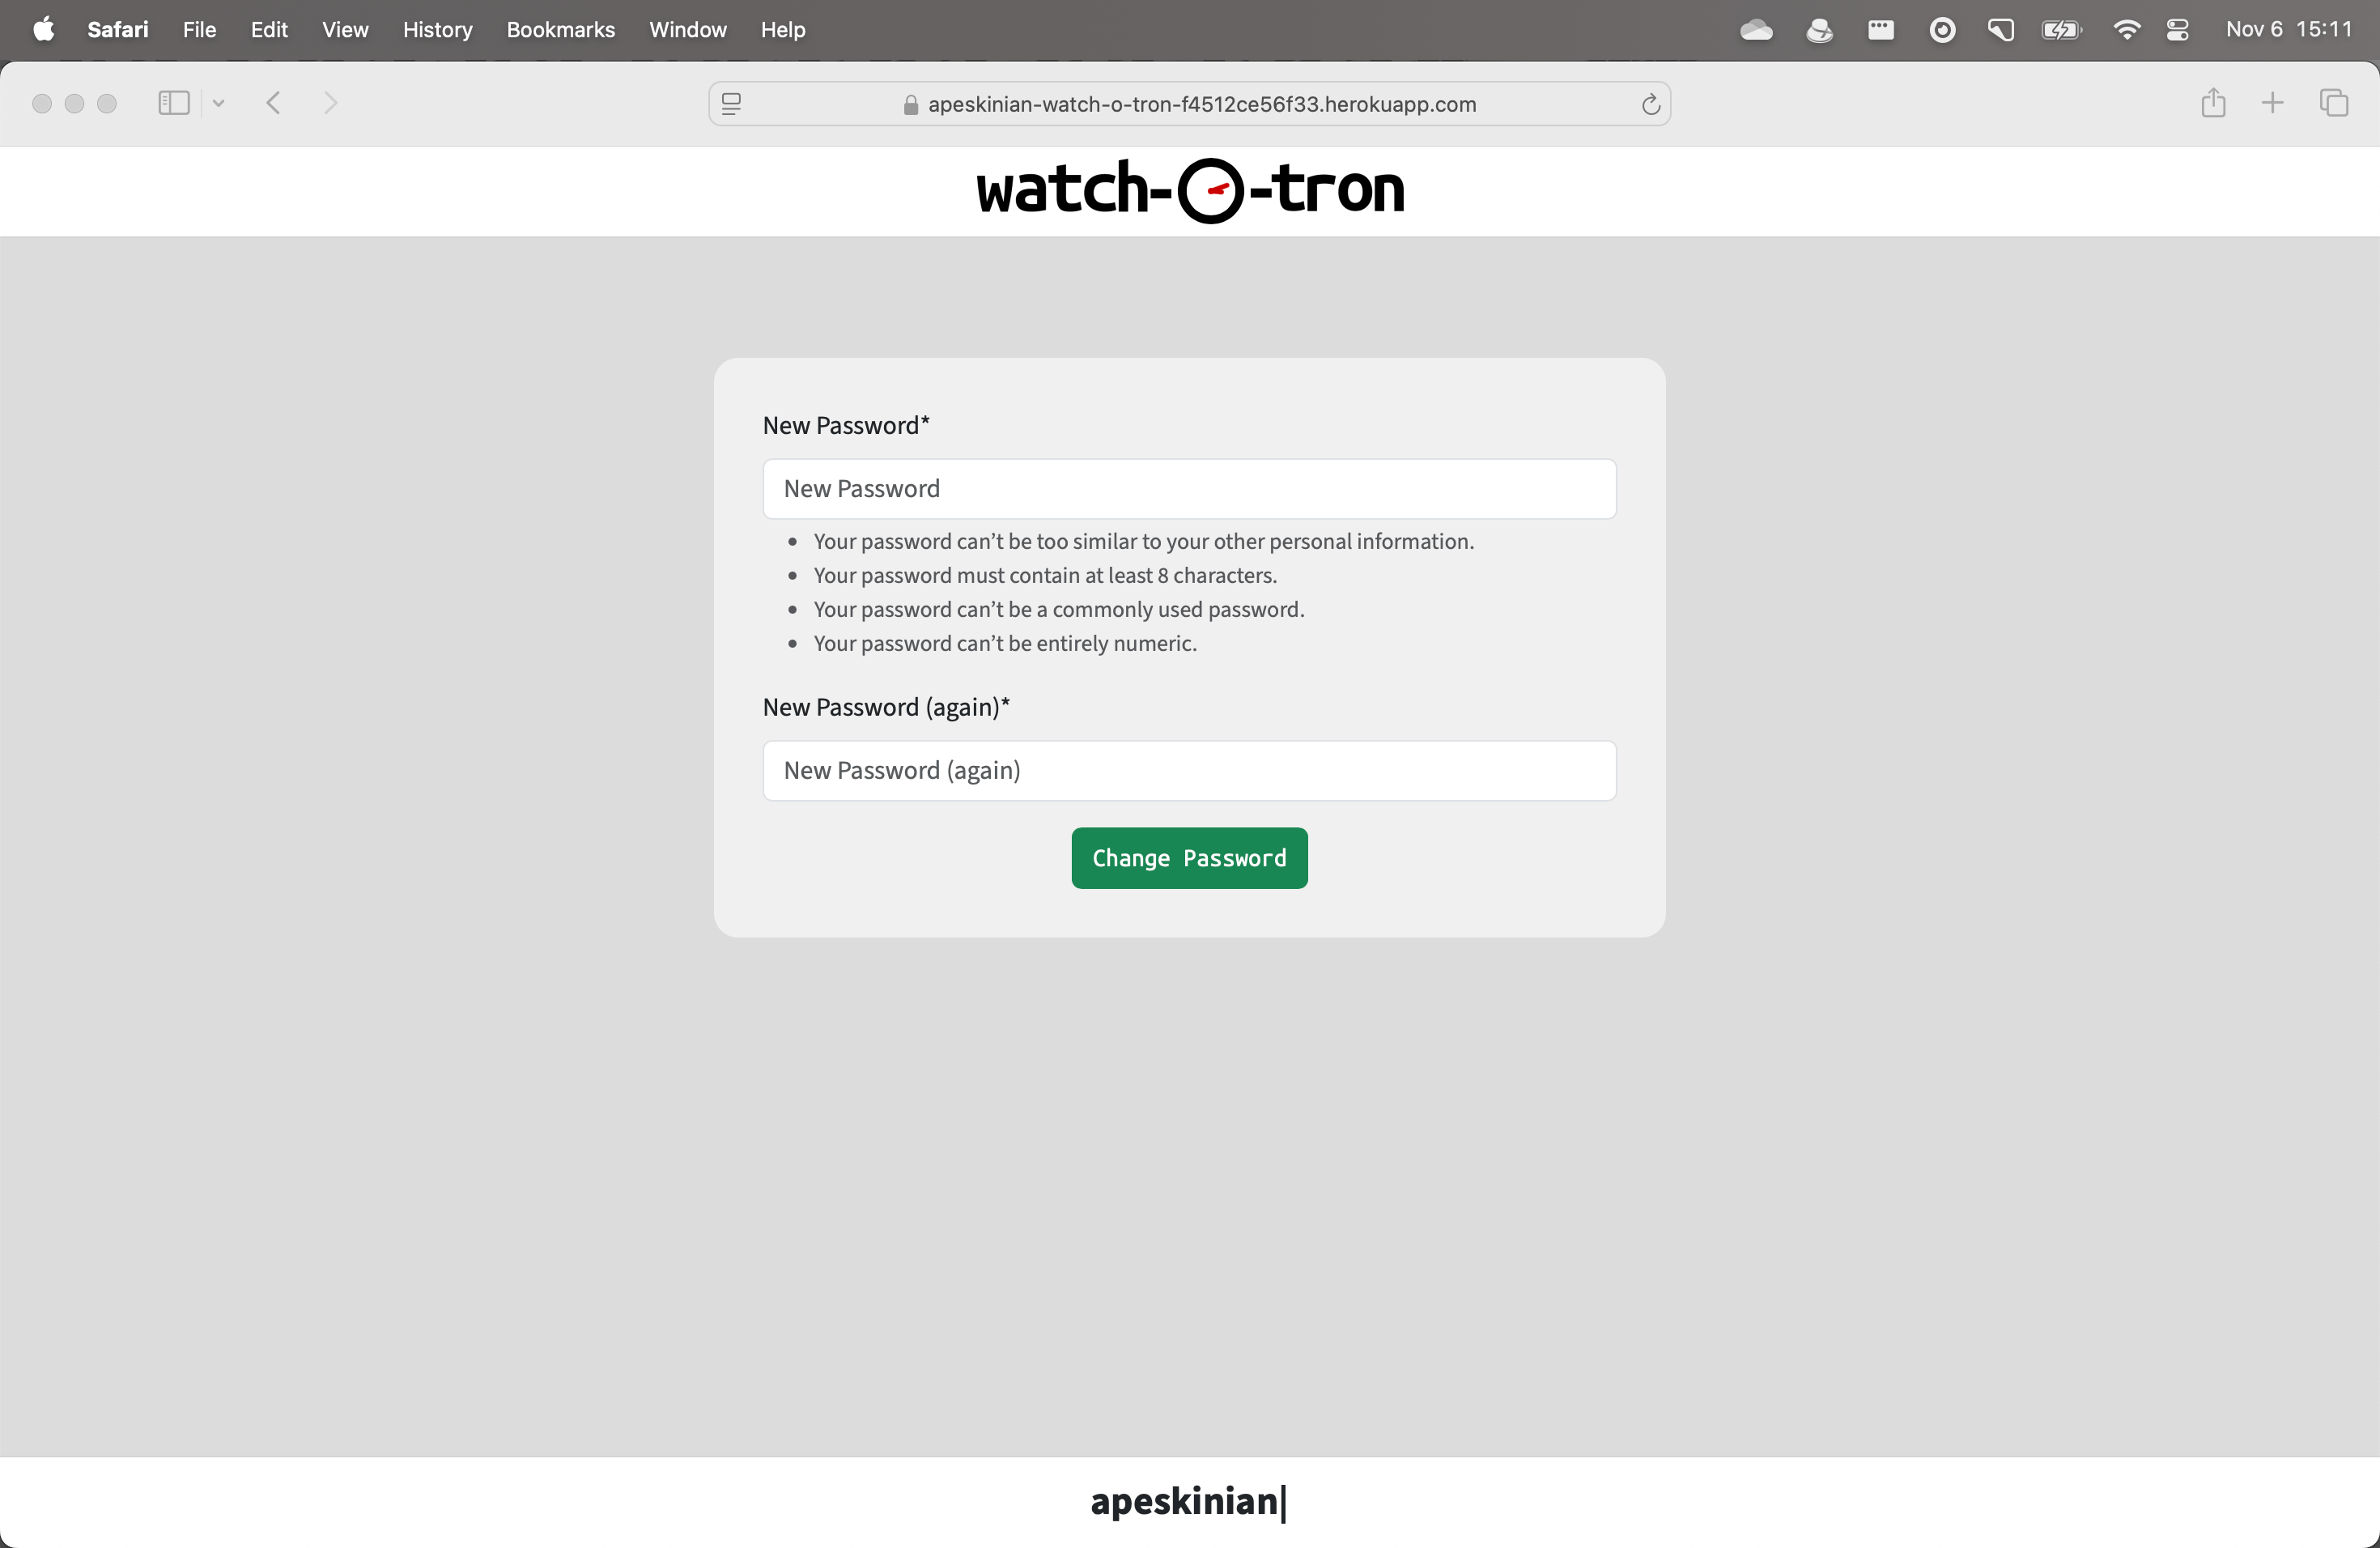 Safari File Edit View History Bookmarks Window Help Nov 6 15:11
apeskinian-watch-o-tron-f4512ce56f33.herokuapp.com
watch-o-tron
New Password*
New Password
• Your password can’t be too similar to your other personal information.
• Your password must contain at least 8 characters.
• Your password can’t be a commonly used password.
• Your password can’t be entirely numeric.
New Password (again)*
New Password (again)
Change Password
apeskinian|